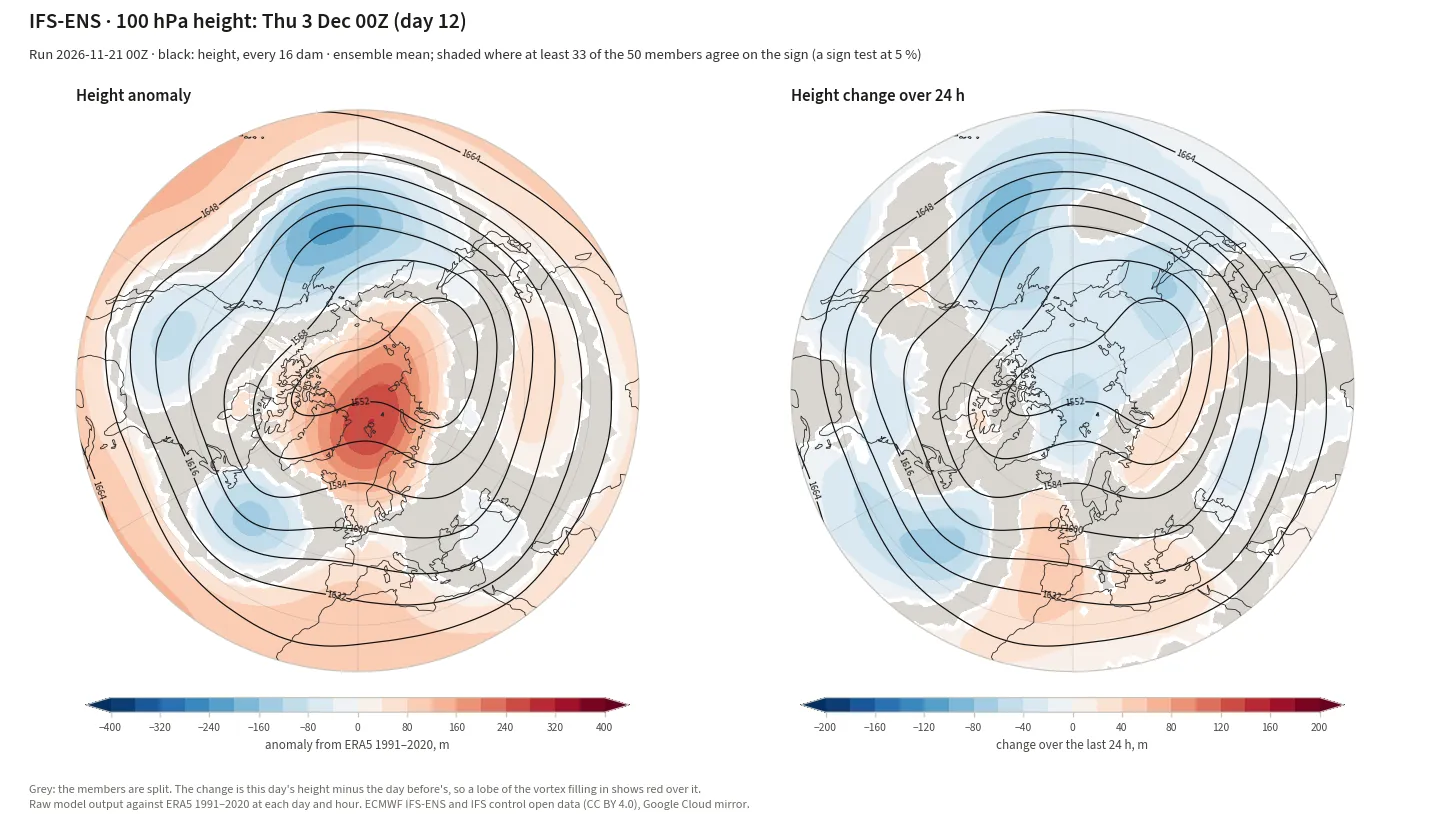 IFS-ENS · 100 hPa height: Thu 3 Dec 00Z (day 12)
Run 2026-11-21 00Z · black: height, every 16 dam · ensemble mean; shaded where at least 33 of the 50 members agree on the sign (a sign test at 5 %)
Height anomaly
Height change over 24 h
1664
1648
1568
1552
1616
1584
1600
1664
1632
1664
1648
1568
1552
1616
1584
1600
1664
1632
−400 −320 −240 −160 −80 0 80 160 240 320 400
anomaly from ERA5 1991–2020, m
−200 −160 −120 −80 −40 0 40 80 120 160 200
change over the last 24 h, m
Grey: the members are split. The change is this day's height minus the day before's, so a lobe of the vortex filling in shows red over it.
Raw model output against ERA5 1991–2020 at each day and hour. ECMWF IFS-ENS and IFS control open data (CC BY 4.0), Google Cloud mirror.